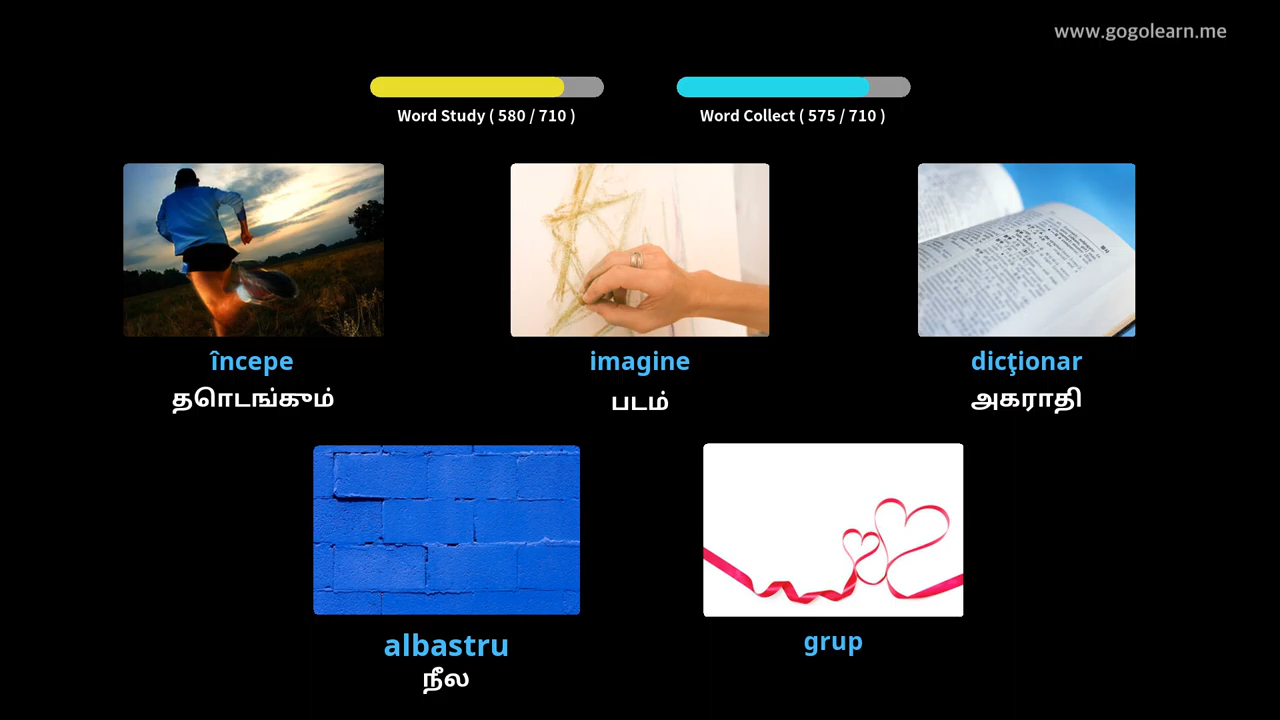 www.gogolearn.me
Word Study ( 580 / 710 )
Word Collect ( 575 / 710 )
începe
தொடங்கும்
imagine
படம்
dicţionar
அகராதி
albastru
நீல
grup